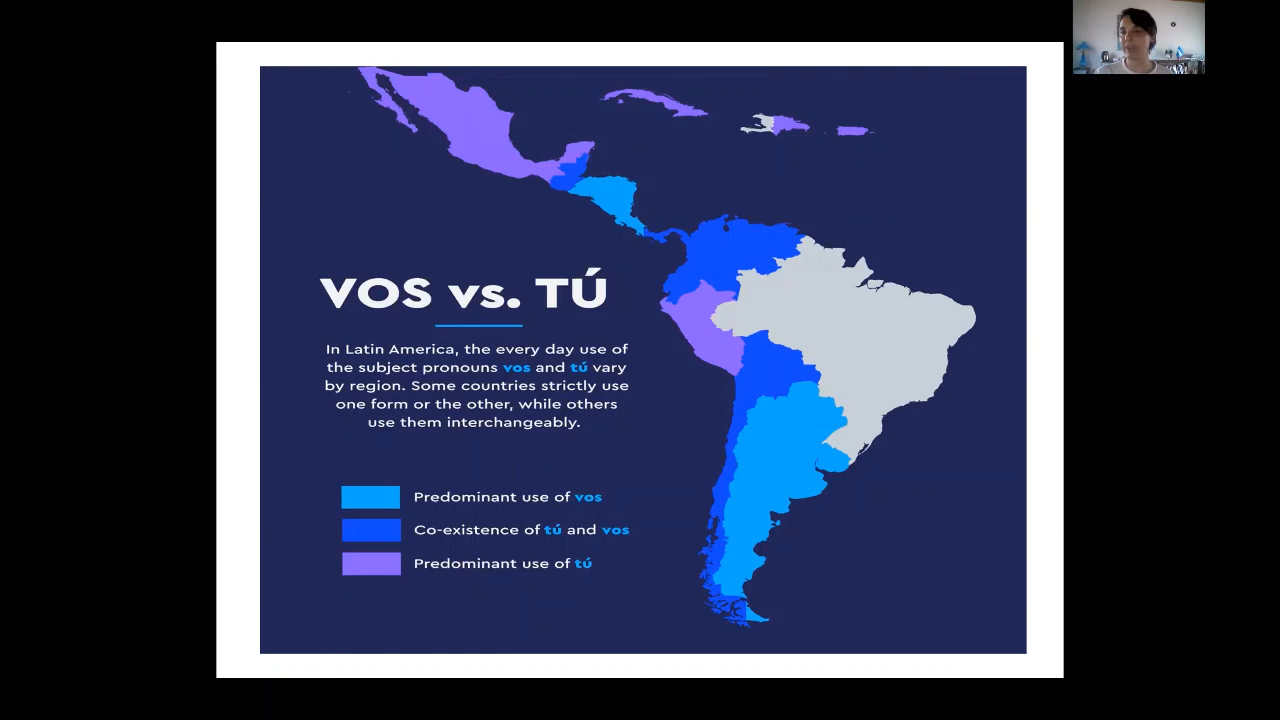 VOS vs. TÚ
In Latin America, the every day use of
the subject pronouns vos and tú vary
by region. Some countries strictly use
one form or the other, while others
use them interchangeably.
Predominant use of vos
Co-existence of tú and vos
Predominant use of tú